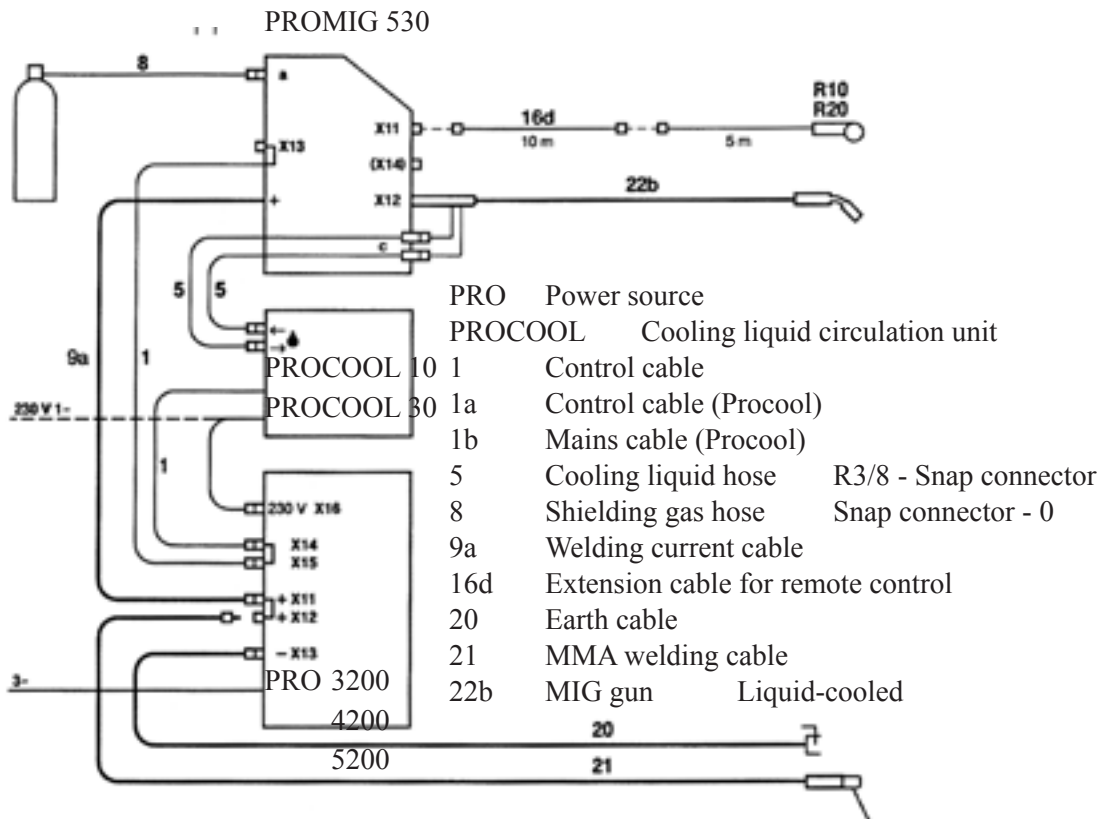 PROMIG 530
8
a
R10
R20
X11
16d
10 m
5 m
X13
(X14)
22b
+
X12
c
5 5
PRO Power source
PROCOOL Cooling liquid circulation unit
← 
→
9a
1
PROCOOL 10
1 Control cable
230 V 1~
PROCOOL 30
1a Control cable (Procool)
1b Mains cable (Procool)
1
5 Cooling liquid hose R3/8 - Snap connector
230 V X16
8 Shielding gas hose Snap connector - 0
X14
9a Welding current cable
X15
16d Extension cable for remote control
+ X11
+ X12
20 Earth cable
– X13
21 MMA welding cable
3~
PRO 3200
22b MIG gun Liquid-cooled
4200
20
5200
21